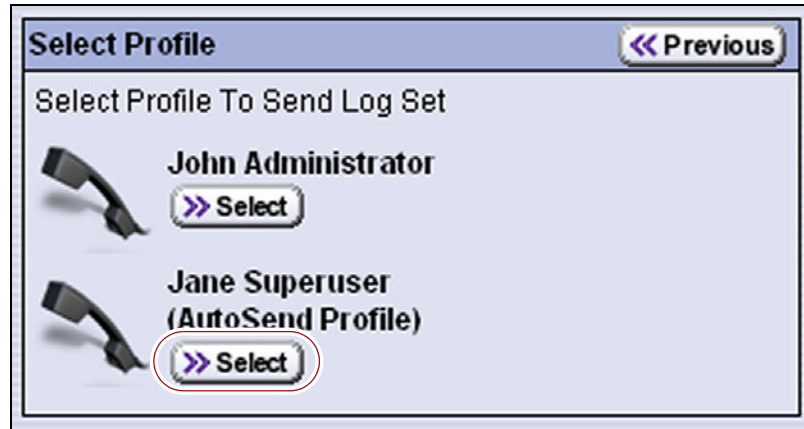 Select Profile
Previous
Select Profile To Send Log Set
John Administrator
Select
Jane Superuser
(AutoSend Profile)
Select